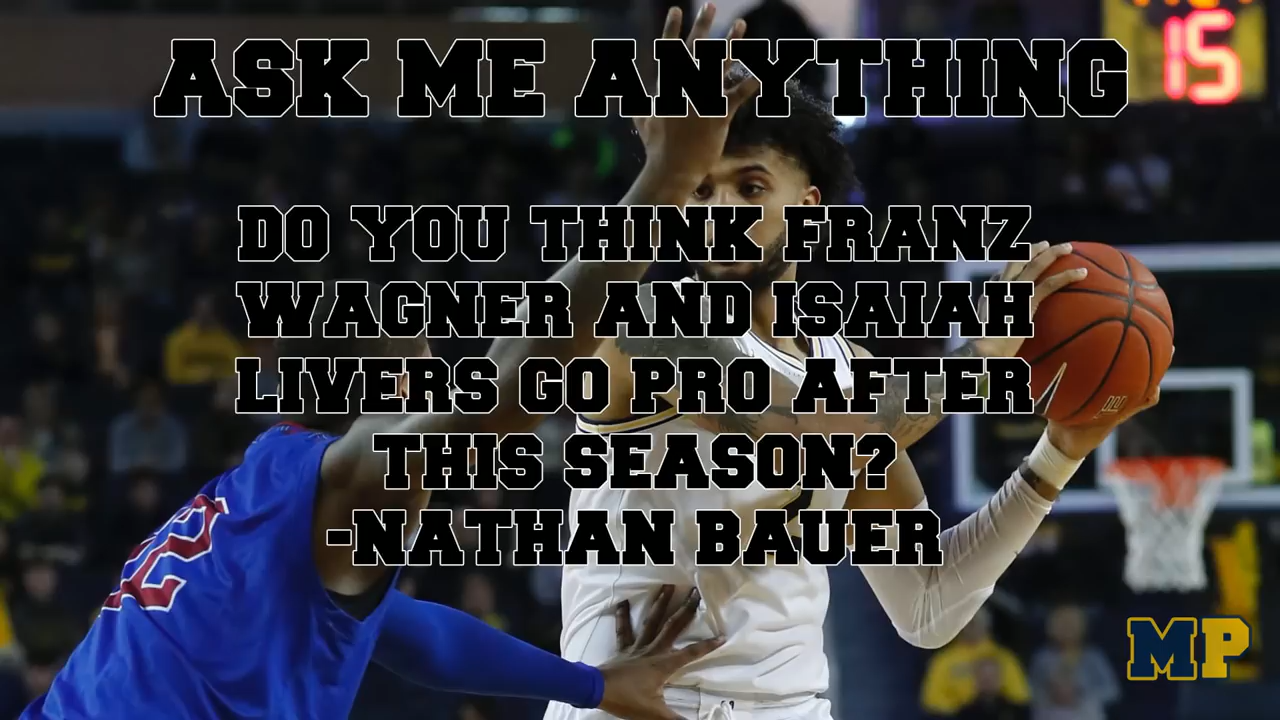 15
ASK ME ANYTHING
DO YOU THINK FRANZ
WAGNER AND ISAIAH
LIVERS GO PRO AFTER
THIS SEASON?
-NATHAN BAUER
12
MP